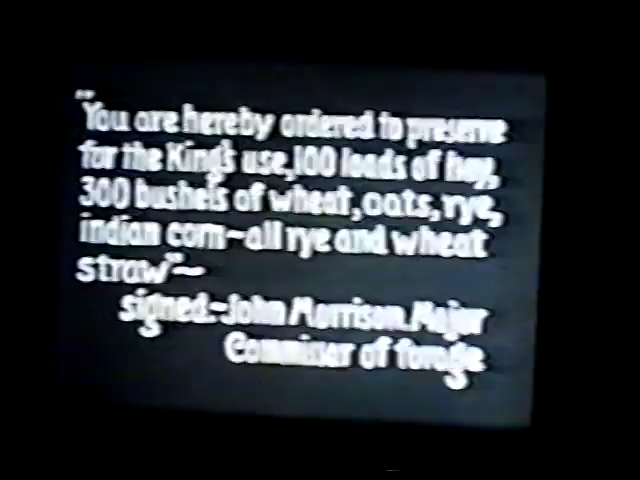 "You are hereby ordered to preserve
for the King's use, 100 loads of hay,
300 bushels of wheat, oats, rye,
indian corn-all rye and wheat
straw"-
signed.-John Morrison. Major
Commisar of forage